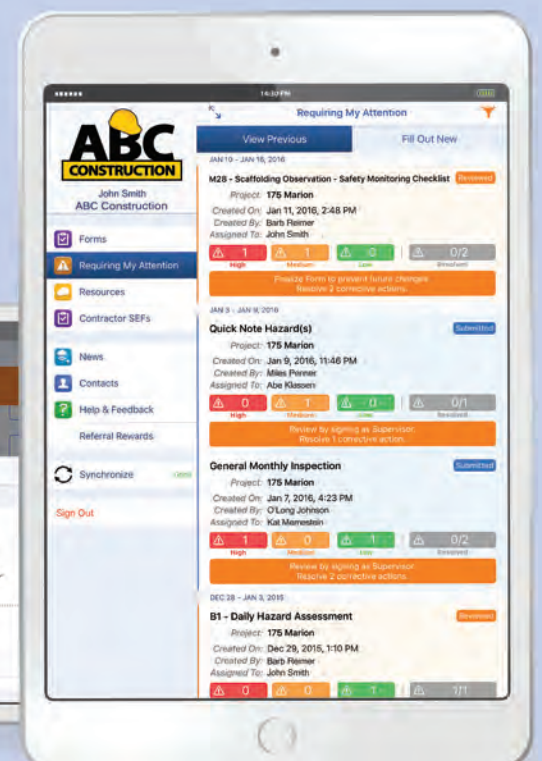 14:32 PM
ABC
CONSTRUCTION
John Smith
ABC Construction
Forms
Requiring My Attention
Resources
Contractor SEFs
News
Contacts
Help & Feedback
Referral Rewards
Synchronize
Sign Out
Requiring My Attention
View Previous
Fill Out New
JAN 10 - JAN 16, 2016
M28 - Scaffolding Observation - Safety Monitoring Checklist Reviewed
Project: 175 Marion
Created On: Jan 11, 2016, 2:48 PM
Created By: Barb Reimer
Assigned To: John Smith
1 1 0 0/2
High Medium Low Resolved
Freeze Form to prevent future changes
Resolve 2 corrective actions.
JAN 3 - JAN 9, 2016
Quick Note Hazard(s) Submitted
Project: 175 Marion
Created On: Jan 9, 2016, 11:46 PM
Created By: Miles Penner
Assigned To: Abe Klassen
0 1 0 0/1
High Medium Low Resolved
Review by signing as Supervisor.
Resolve 1 corrective action.
General Monthly Inspection Submitted
Project: 175 Marion
Created On: Jan 7, 2016, 4:23 PM
Created By: O'Long Johnson
Assigned To: Kat Memestein
1 0 1 0/2
High Medium Low Resolved
Review by signing as Supervisor.
Resolve 2 corrective actions.
DEC 28 - JAN 3, 2015
B1 - Daily Hazard Assessment Reviewed
Project: 175 Marion
Created On: Dec 29, 2015, 1:10 PM
Created By: Barb Reimer
Assigned To: John Smith
0 0 1 1/1